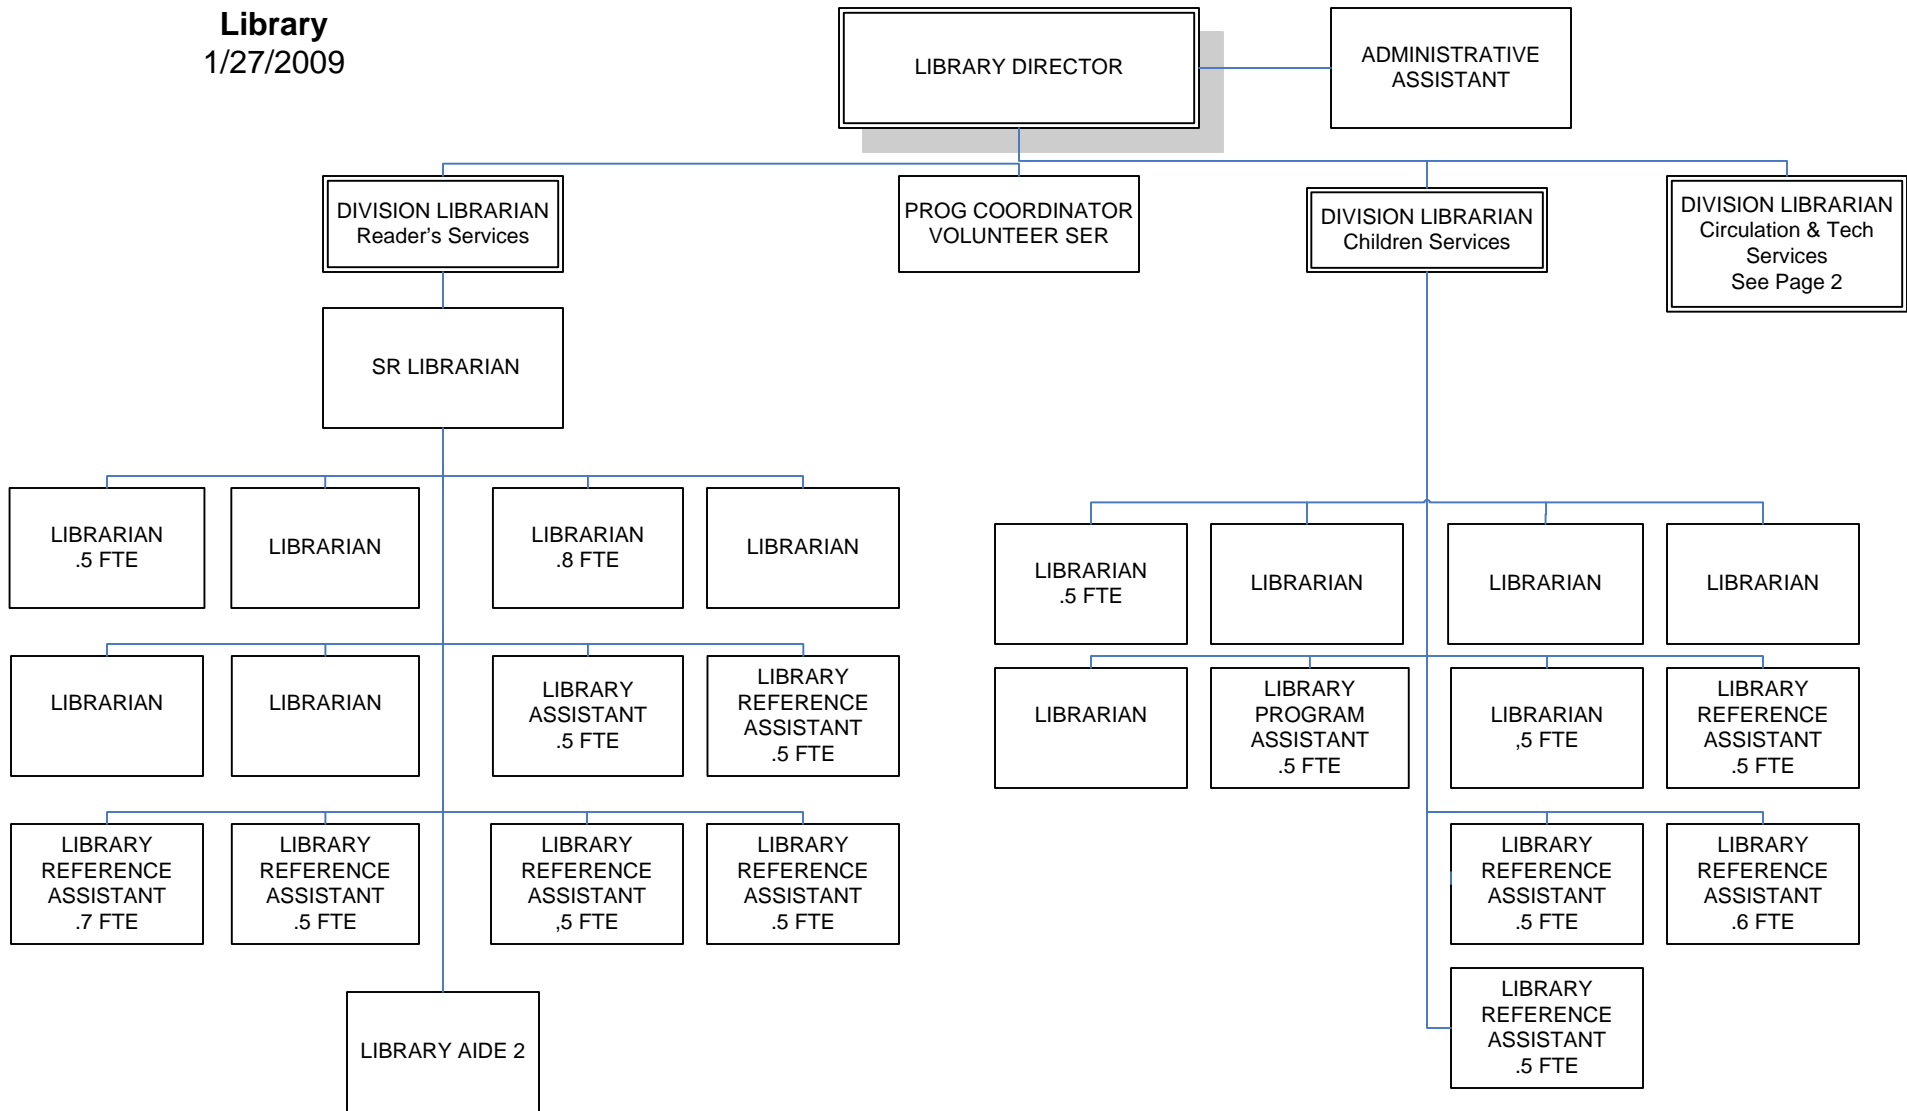 Library
1/27/2009
LIBRARY DIRECTOR
ADMINISTRATIVE
ASSISTANT
DIVISION LIBRARIAN
Reader's Services
PROG COORDINATOR
VOLUNTEER SER
DIVISION LIBRARIAN
Children Services
DIVISION LIBRARIAN
Circulation & Tech
Services
See Page 2
SR LIBRARIAN
LIBRARIAN
.5 FTE
LIBRARIAN
LIBRARIAN
.8 FTE
LIBRARIAN
LIBRARIAN
.5 FTE
LIBRARIAN
LIBRARIAN
LIBRARIAN
LIBRARIAN
LIBRARIAN
LIBRARY
ASSISTANT
.5 FTE
LIBRARY
REFERENCE
ASSISTANT
.5 FTE
LIBRARIAN
LIBRARY
PROGRAM
ASSISTANT
.5 FTE
LIBRARIAN
,5 FTE
LIBRARY
REFERENCE
ASSISTANT
.5 FTE
LIBRARY
REFERENCE
ASSISTANT
.7 FTE
LIBRARY
REFERENCE
ASSISTANT
.5 FTE
LIBRARY
REFERENCE
ASSISTANT
,5 FTE
LIBRARY
REFERENCE
ASSISTANT
.5 FTE
LIBRARY
REFERENCE
ASSISTANT
.5 FTE
LIBRARY
REFERENCE
ASSISTANT
.6 FTE
LIBRARY AIDE 2
LIBRARY
REFERENCE
ASSISTANT
.5 FTE